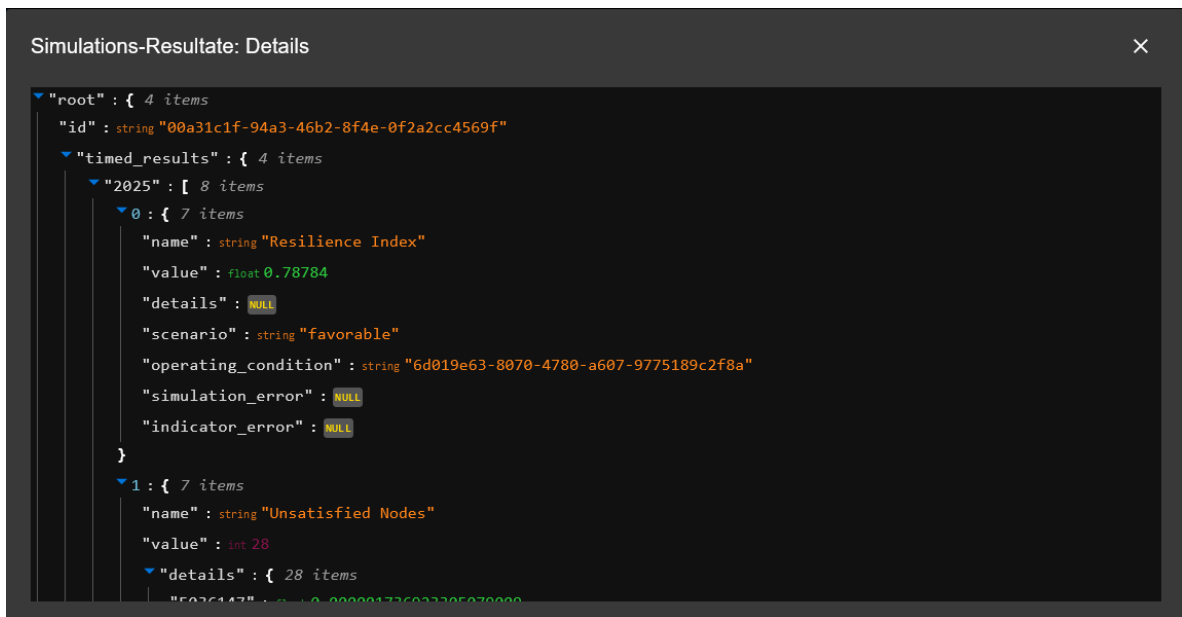 Simulations-Resultate: Details
"root" : { 4 items
"id" : string "00a31c1f-94a3-46b2-8f4e-0f2a2cc4569f"
"timed_results" : { 4 items
"2025" : [ 8 items
0 : { 7 items
"name" : string "Resilience Index"
"value" : float 0.78784
"details" : NULL
"scenario" : string "favorable"
"operating_condition" : string "6d019e63-8070-4780-a607-9775189c2f8a"
"simulation_error" : NULL
"indicator_error" : NULL
}
1 : { 7 items
"name" : string "Unsatisfied Nodes"
"value" : int 28
"details" : { 28 items